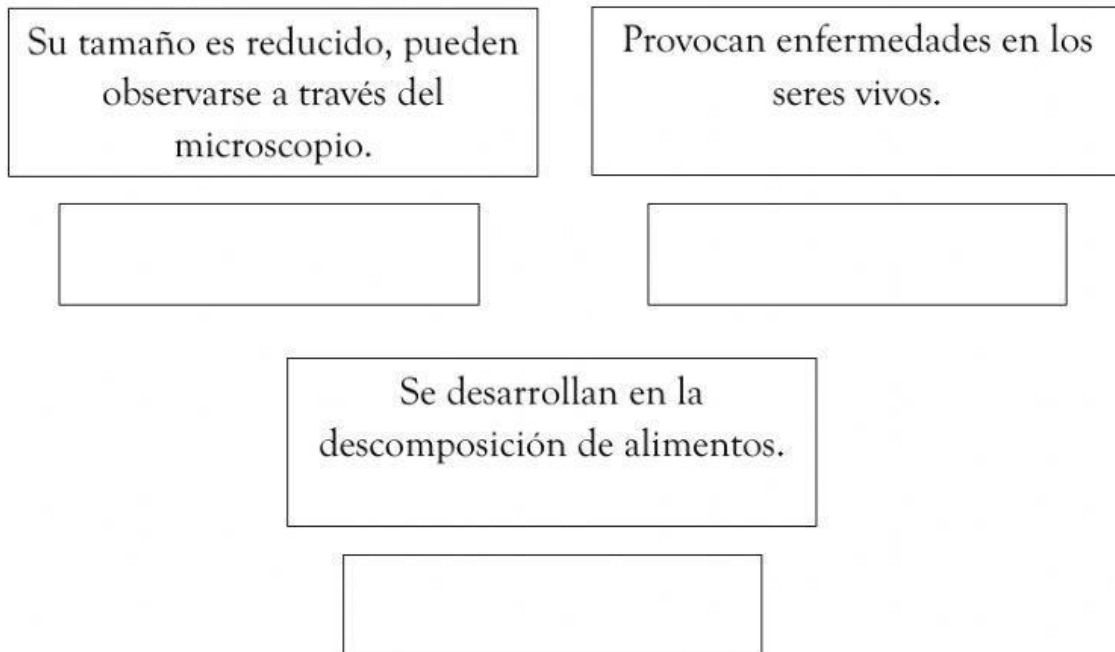 Su tamaño es reducido, pueden
observarse a través del
microscopio.
Provocan enfermedades en los
seres vivos.
Se desarrollan en la
descomposición de alimentos.